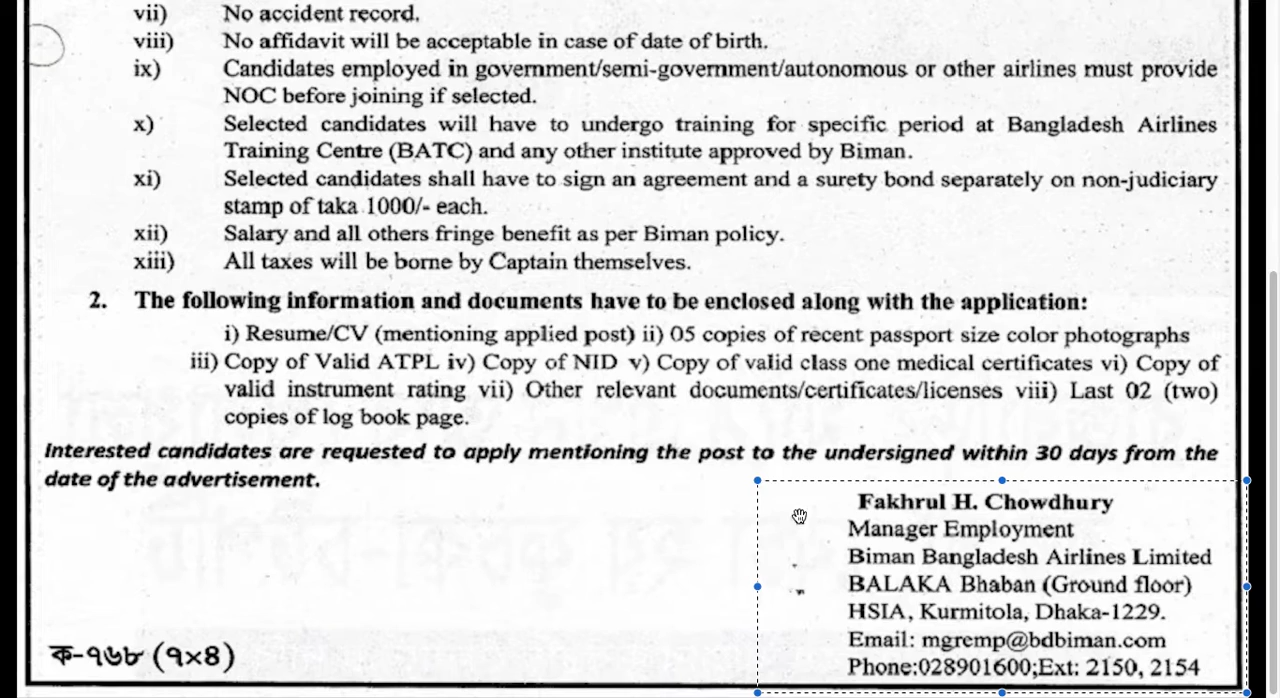 vii) No accident record.
viii) No affidavit will be acceptable in case of date of birth.
ix) Candidates employed in government/semi-government/autonomous or other airlines must provide
NOC before joining if selected.
x) Selected candidates will have to undergo training for specific period at Bangladesh Airlines
Training Centre (BATC) and any other institute approved by Biman.
xi) Selected candidates shall have to sign an agreement and a surety bond separately on non-judiciary
stamp of taka 1000/- each.
xii) Salary and all others fringe benefit as per Biman policy.
xiii) All taxes will be borne by Captain themselves.
2. The following information and documents have to be enclosed along with the application:
i) Resume/CV (mentioning applied post) ii) 05 copies of recent passport size color photographs
iii) Copy of Valid ATPL iv) Copy of NID v) Copy of valid class one medical certificates vi) Copy of
valid instrument rating vii) Other relevant documents/certificates/licenses viii) Last 02 (two)
copies of log book page.
Interested candidates are requested to apply mentioning the post to the undersigned within 30 days from the
date of the advertisement.
Fakhrul H. Chowdhury
Manager Employment
Biman Bangladesh Airlines Limited
BALAKA Bhaban (Ground floor)
HSIA, Kurmitola, Dhaka-1229.
Email: mgremp@bdbiman.com
Phone:028901600;Ext: 2150, 2154
ক-৭৬৮ (৭×৪)